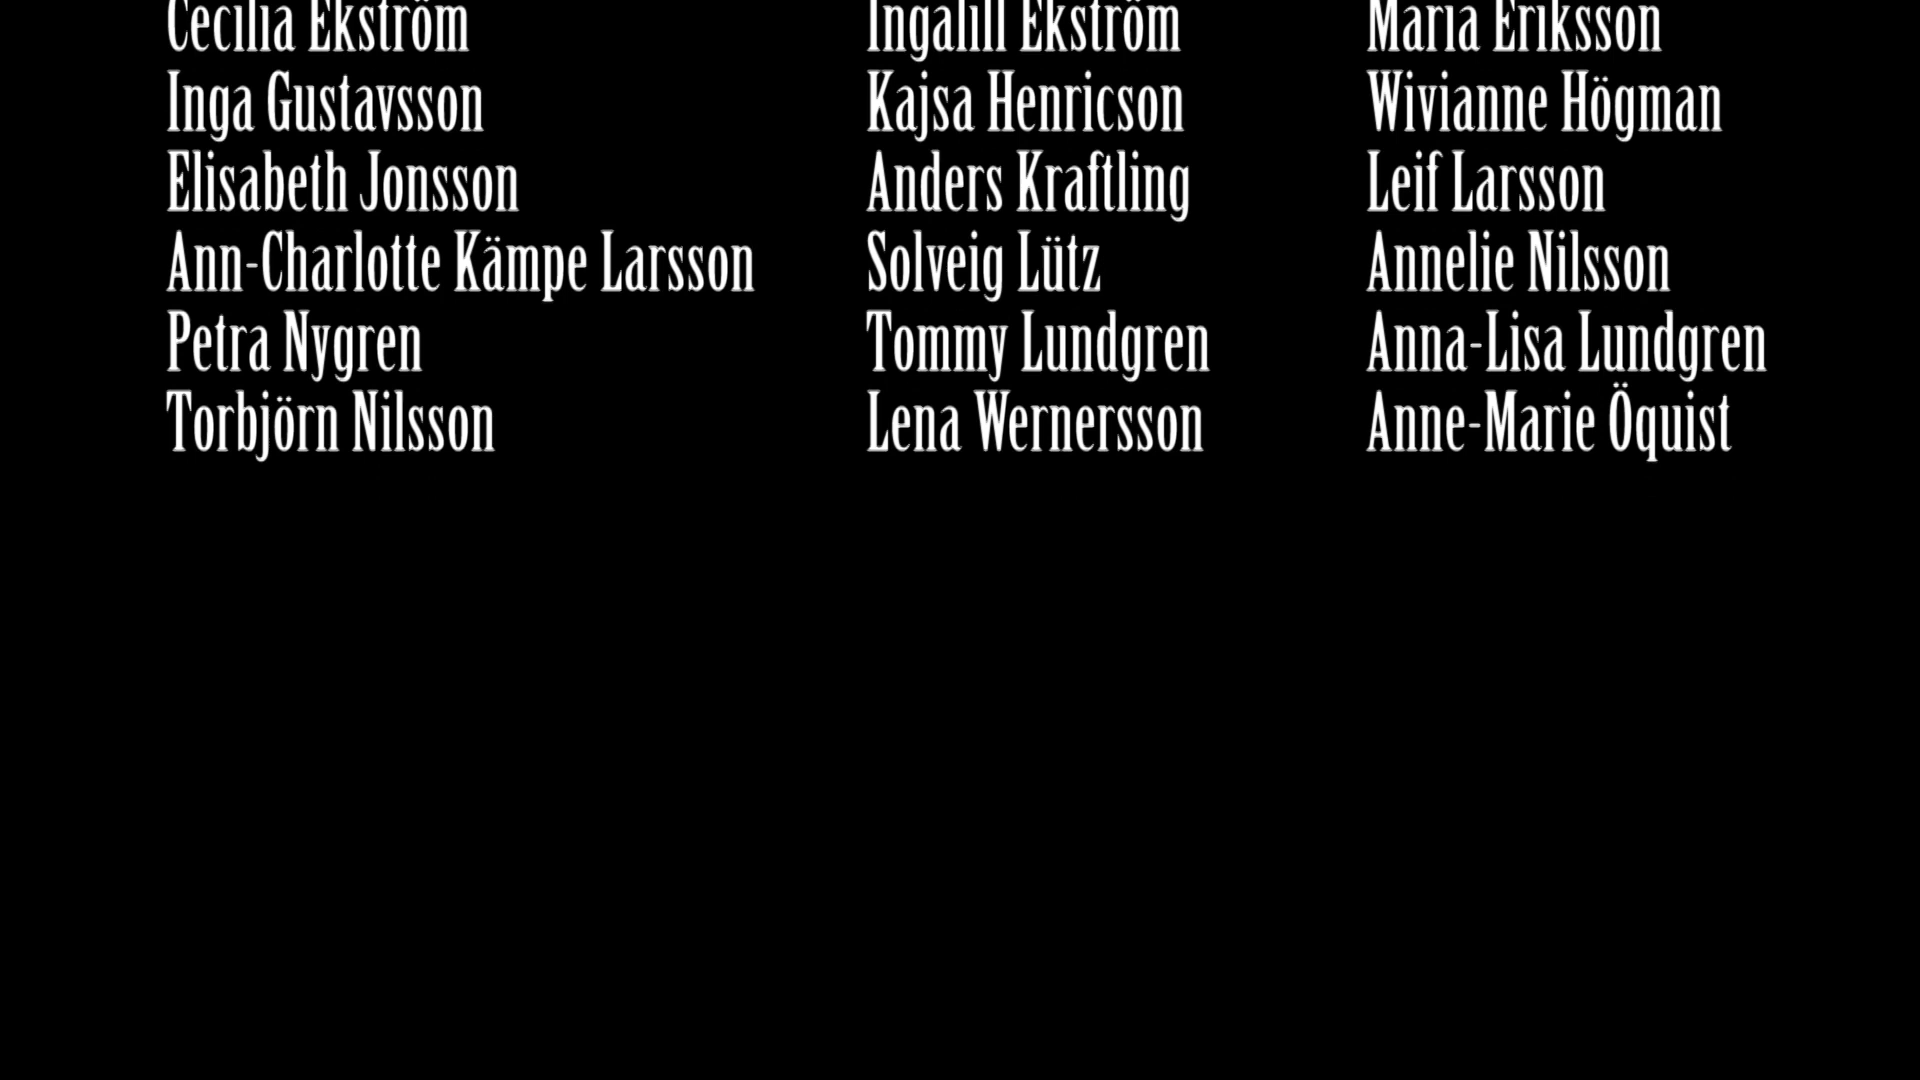 Cecilia Ekström Ingalill Ekström Maria Eriksson
Inga Gustavsson Kajsa Henricson Wivianne Högman
Elisabeth Jonsson Anders Kraftling Leif Larsson
Ann-Charlotte Kämpe Larsson Solveig Lütz Annelie Nilsson
Petra Nygren Tommy Lundgren Anna-Lisa Lundgren
Torbjörn Nilsson Lena Wernersson Anne-Marie Öquist